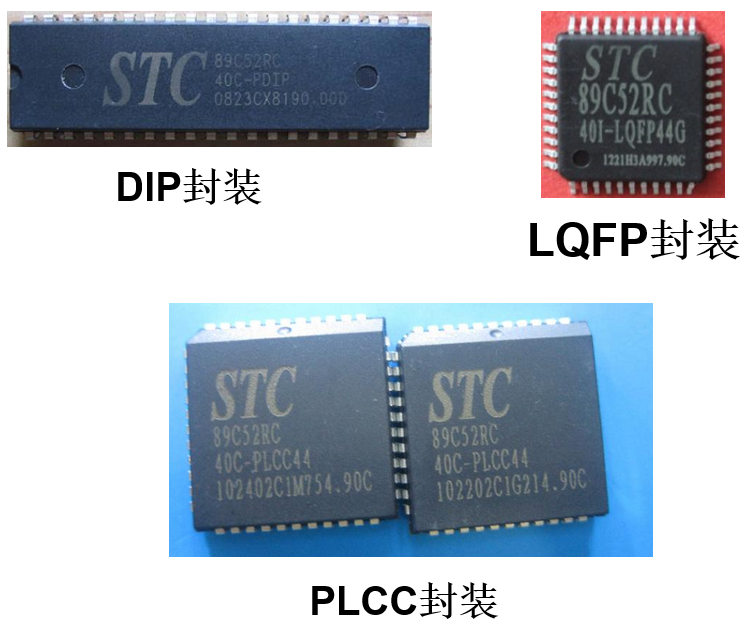 STC
89C52RC
40C-PDIP
0823CX8190.00D
DIP封装
STC
89C52RC
40I-LQFP44G
1221H3A997.90C
LQFP封装
STC
89C52RC
40C-PLCC44
102402C1M754.90C
STC
89C52RC
40C-PLCC44
102202C1G214.90C
PLCC封装